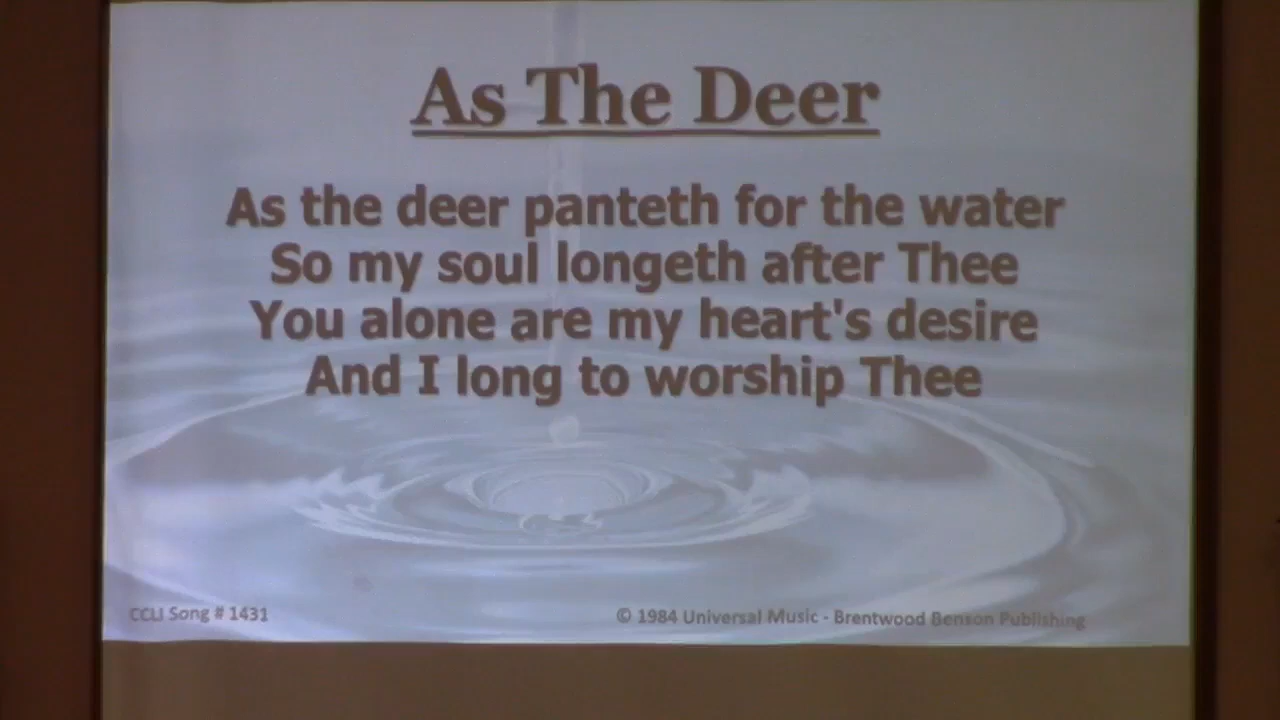 As The Deer
As the deer panteth for the water
So my soul longeth after Thee
You alone are my heart's desire
And I long to worship Thee
CCLI Song # 1431
© 1984 Universal Music - Brentwood Benson Publishing